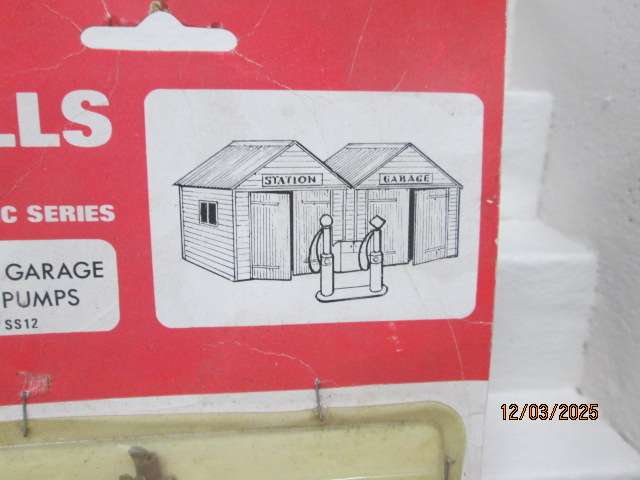 LLS
STATION GARAGE
C SERIES
GARAGE
PUMPS
SS12
12/03/2025